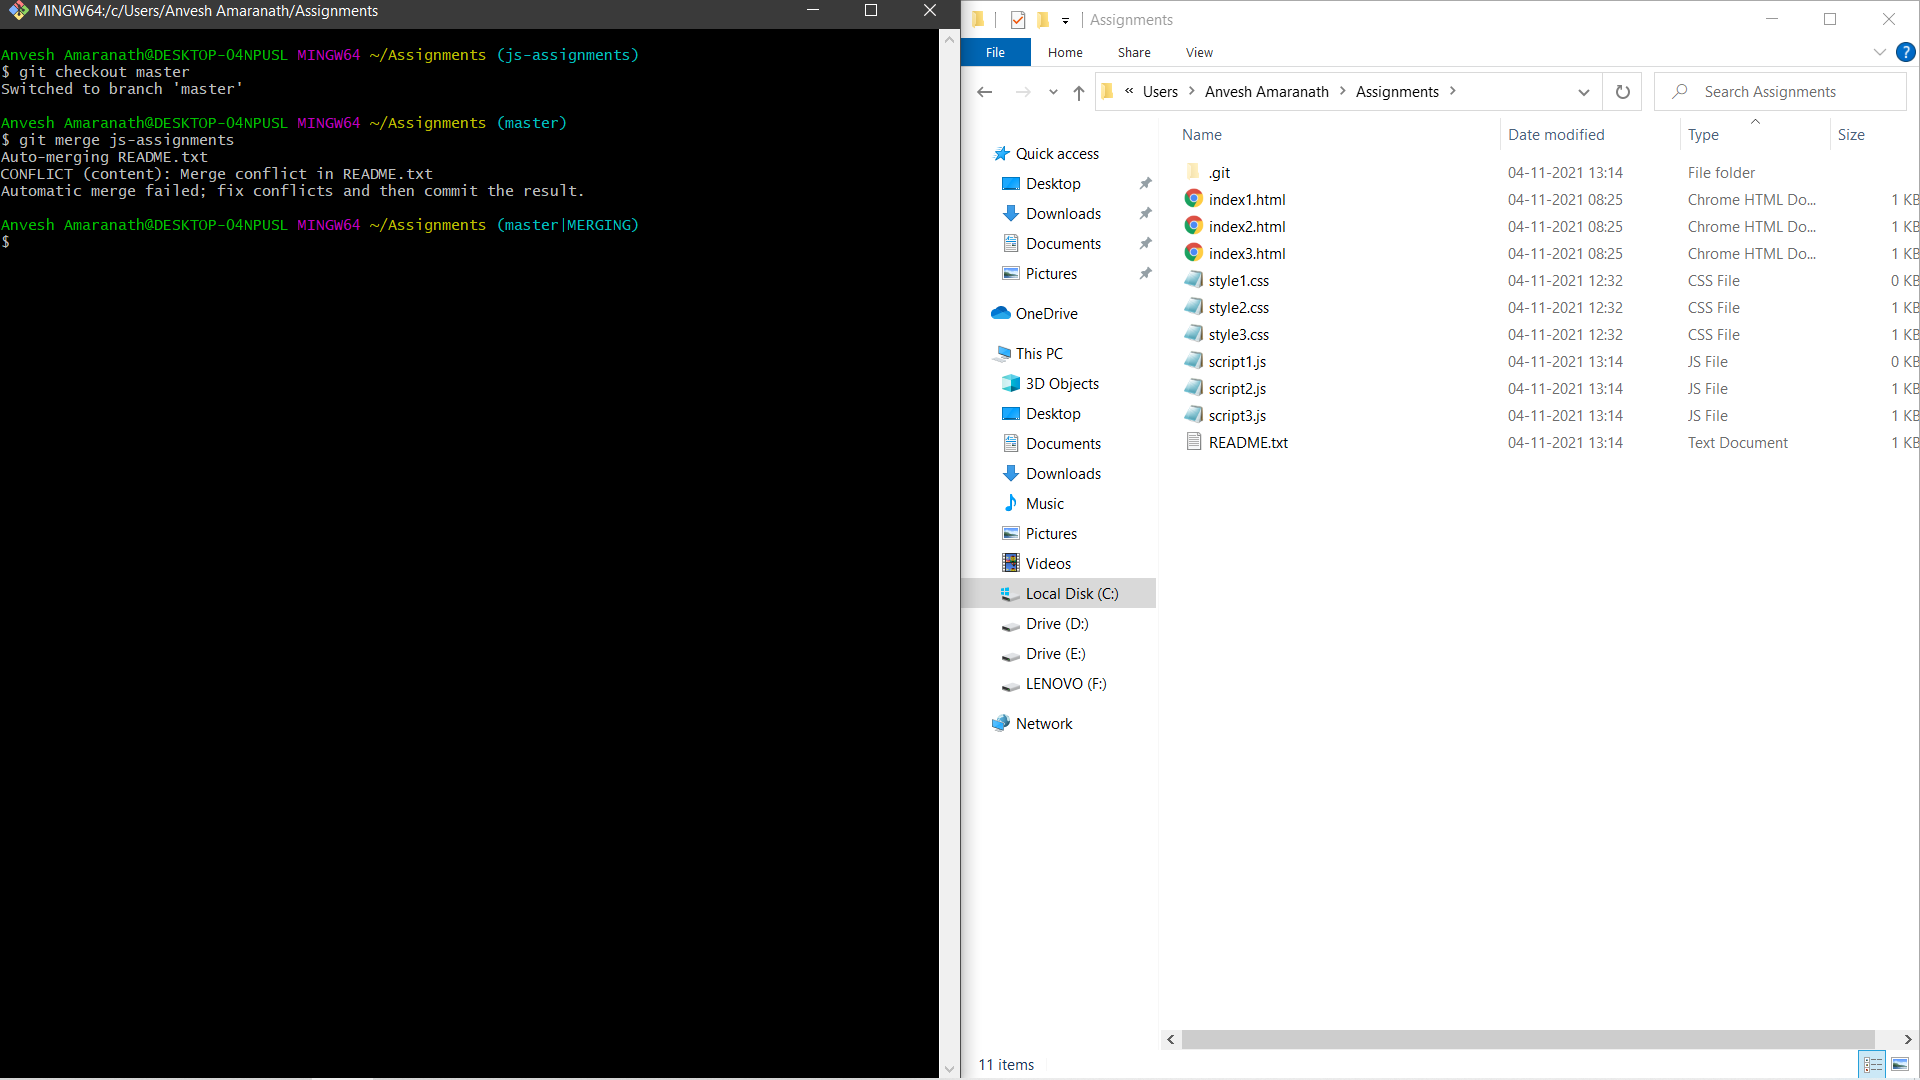 MINGW64:/c/Users/Anvesh Amaranath/Assignments
Anvesh Amaranath@DESKTOP-O4NPUSL MINGW64 ~/Assignments (js-assignments)
$ git checkout master
Switched to branch 'master'
Anvesh Amaranath@DESKTOP-O4NPUSL MINGW64 ~/Assignments (master)
$ git merge js-assignments
Auto-merging README.txt
CONFLICT (content): Merge conflict in README.txt
Automatic merge failed; fix conflicts and then commit the result.
Anvesh Amaranath@DESKTOP-O4NPUSL MINGW64 ~/Assignments (master|MERGING)
$
Assignments
File Home Share View
« Users > Anvesh Amaranath > Assignments >
Search Assignments
Quick access
Desktop
Downloads
Documents
Pictures
OneDrive
This PC
3D Objects
Desktop
Documents
Downloads
Music
Pictures
Videos
Local Disk (C:)
Drive (D:)
Drive (E:)
LENOVO (F:)
Network
Name Date modified Type Size
.git 04-11-2021 13:14 File folder
index1.html 04-11-2021 08:25 Chrome HTML Do... 1 KB
index2.html 04-11-2021 08:25 Chrome HTML Do... 1 KB
index3.html 04-11-2021 08:25 Chrome HTML Do... 1 KB
style1.css 04-11-2021 12:32 CSS File 0 KB
style2.css 04-11-2021 12:32 CSS File 1 KB
style3.css 04-11-2021 12:32 CSS File 1 KB
script1.js 04-11-2021 13:14 JS File 0 KB
script2.js 04-11-2021 13:14 JS File 1 KB
script3.js 04-11-2021 13:14 JS File 1 KB
README.txt 04-11-2021 13:14 Text Document 1 KB
11 items